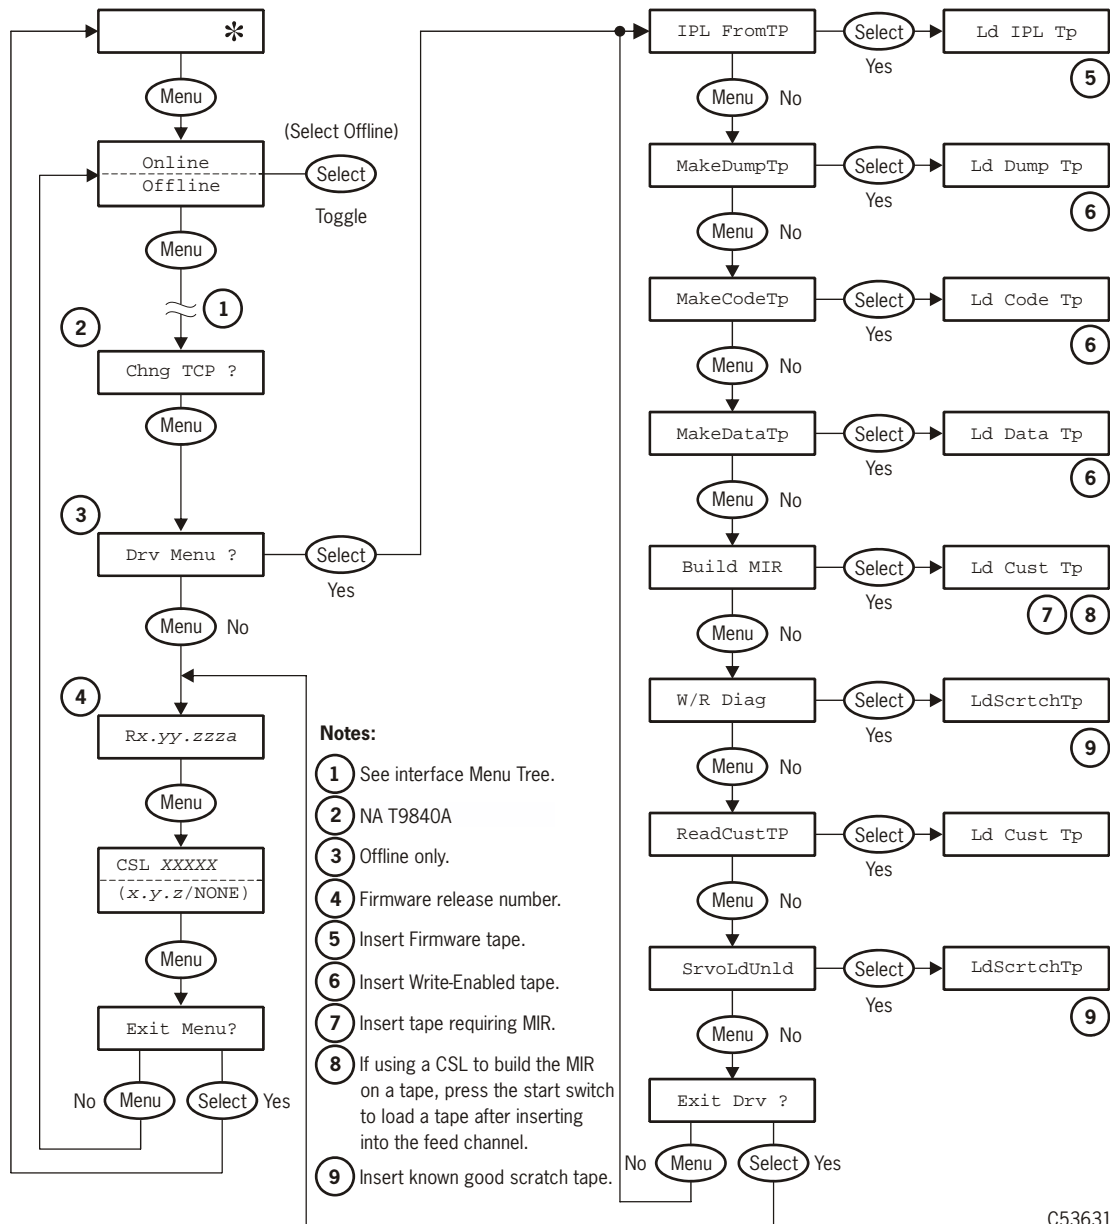 *
Menu
(Select Offline)
Online
Offline
Select
Toggle
Menu
1
2
Chng TCP ?
Menu
3
Drv Menu ?
Select
Yes
Menu No
4
Rx.yy.zzza
Menu
CSL XXXXX
(x.y.z/NONE)
Menu
Exit Menu?
No Menu Select Yes
Notes:
1 See interface Menu Tree.
2 NA T9840A
3 Offline only.
4 Firmware release number.
5 Insert Firmware tape.
6 Insert Write-Enabled tape.
7 Insert tape requiring MIR.
8 If using a CSL to build the MIR
on a tape, press the start switch
to load a tape after inserting
into the feed channel.
9 Insert known good scratch tape.
IPL FromTP Select Ld IPL Tp
Yes 5
Menu No
MakeDumpTp Select Ld Dump Tp
Yes 6
Menu No
MakeCodeTp Select Ld Code Tp
Yes 6
Menu No
MakeDataTp Select Ld Data Tp
Yes 6
Menu No
Build MIR Select Ld Cust Tp
Yes 7 8
Menu No
W/R Diag Select LdScrtchTp
Yes 9
Menu No
ReadCustTP Select Ld Cust Tp
Yes
Menu No
SrvoLdUnld Select LdScrtchTp
Yes 9
Menu No
Exit Drv ?
No Menu Select Yes
C53631